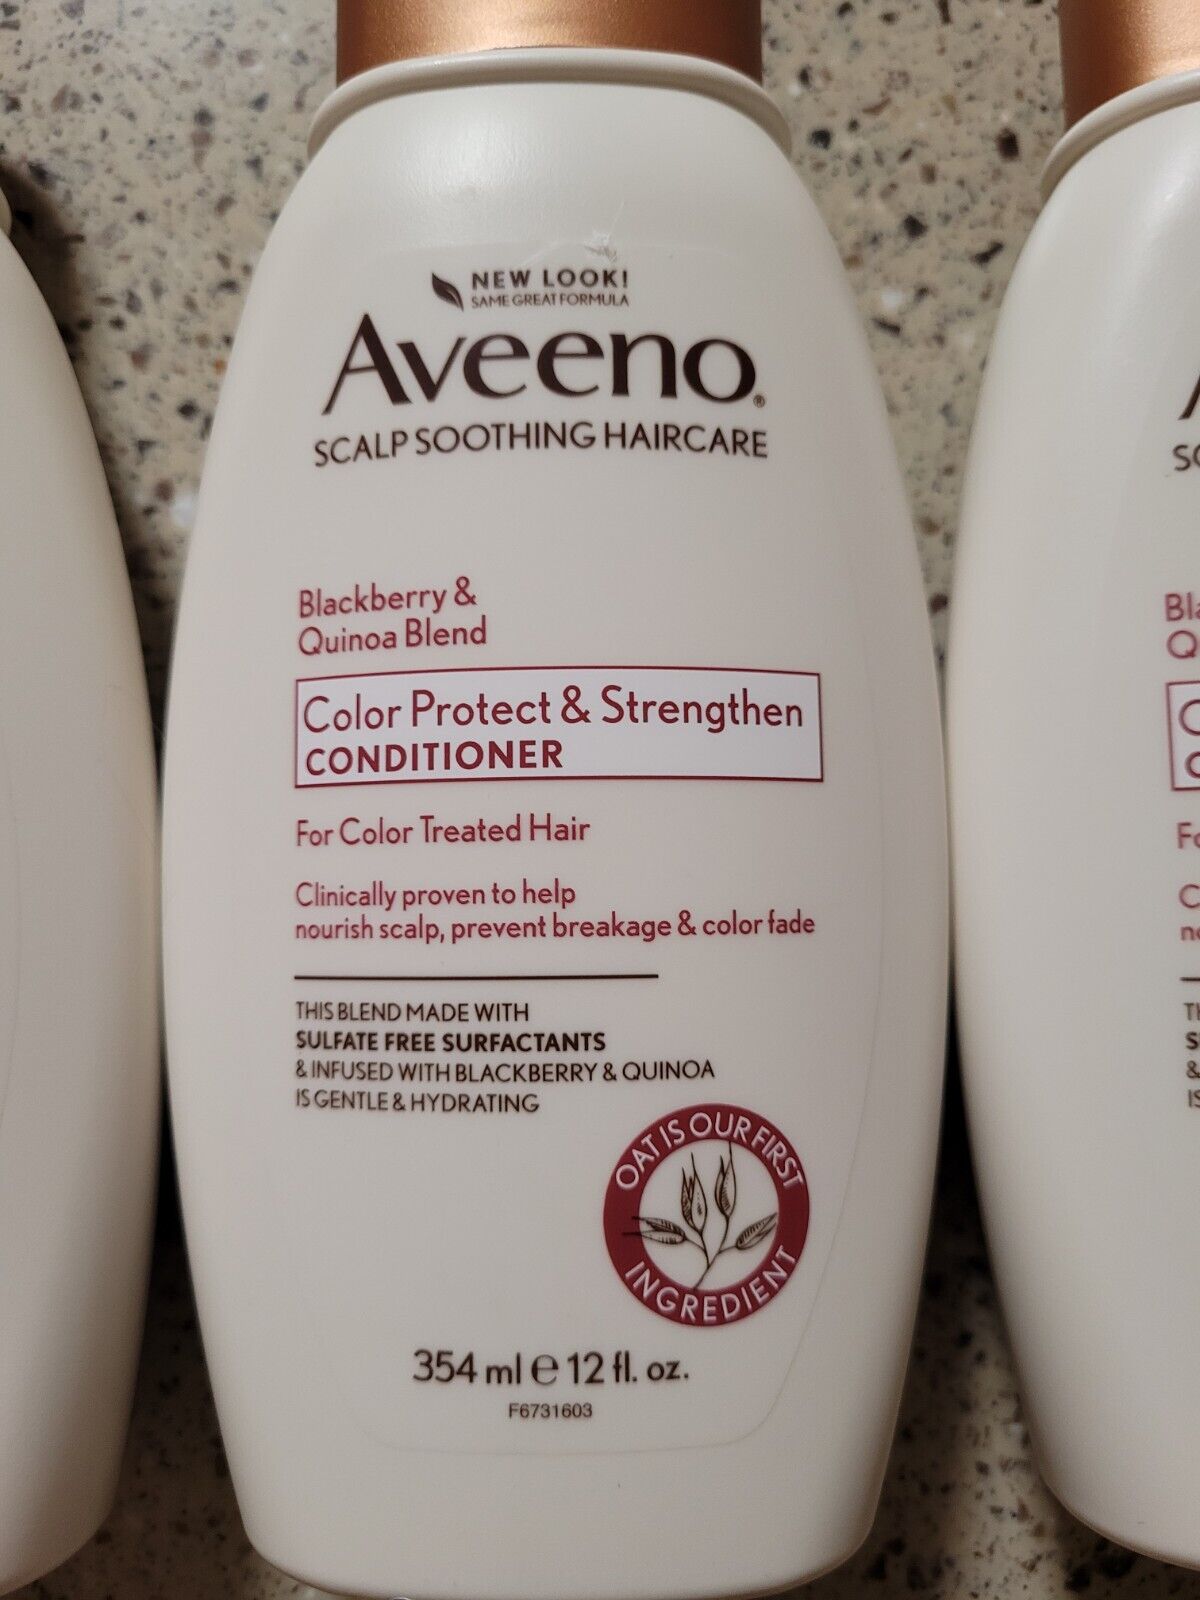 NEW LOOK!
SAME GREAT FORMULA
Aveeno®
SCALP SOOTHING HAIRCARE
Blackberry &
Quinoa Blend
Color Protect & Strengthen
CONDITIONER
For Color Treated Hair
Clinically proven to help
nourish scalp, prevent breakage & color fade
THIS BLEND MADE WITH
SULFATE FREE SURFACTANTS
& INFUSED WITH BLACKBERRY & QUINOA
IS GENTLE & HYDRATING
OAT IS OUR FIRST
INGREDIENT
354 ml ℮ 12 fl. oz.
F6731603